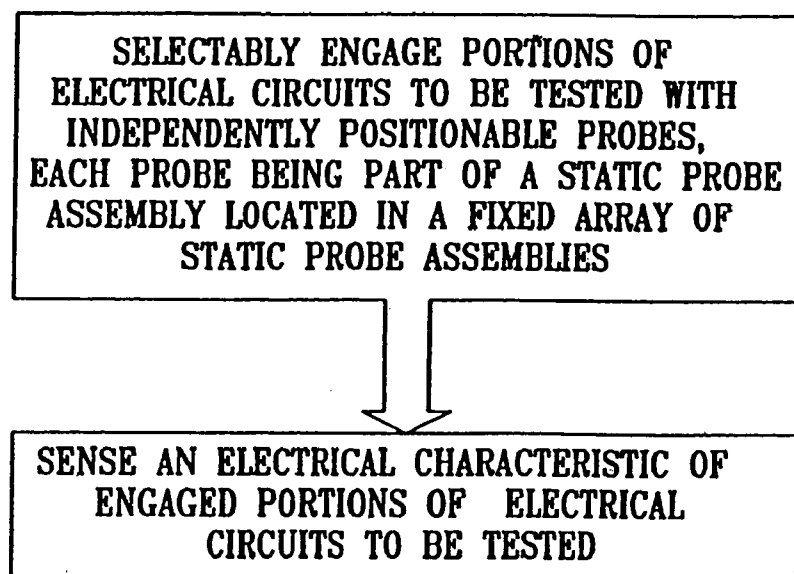 SELECTABLY ENGAGE PORTIONS OF
ELECTRICAL CIRCUITS TO BE TESTED WITH
INDEPENDENTLY POSITIONABLE PROBES,
EACH PROBE BEING PART OF A STATIC PROBE
ASSEMBLY LOCATED IN A FIXED ARRAY OF
STATIC PROBE ASSEMBLIES
SENSE AN ELECTRICAL CHARACTERISTIC OF
ENGAGED PORTIONS OF ELECTRICAL
CIRCUITS TO BE TESTED